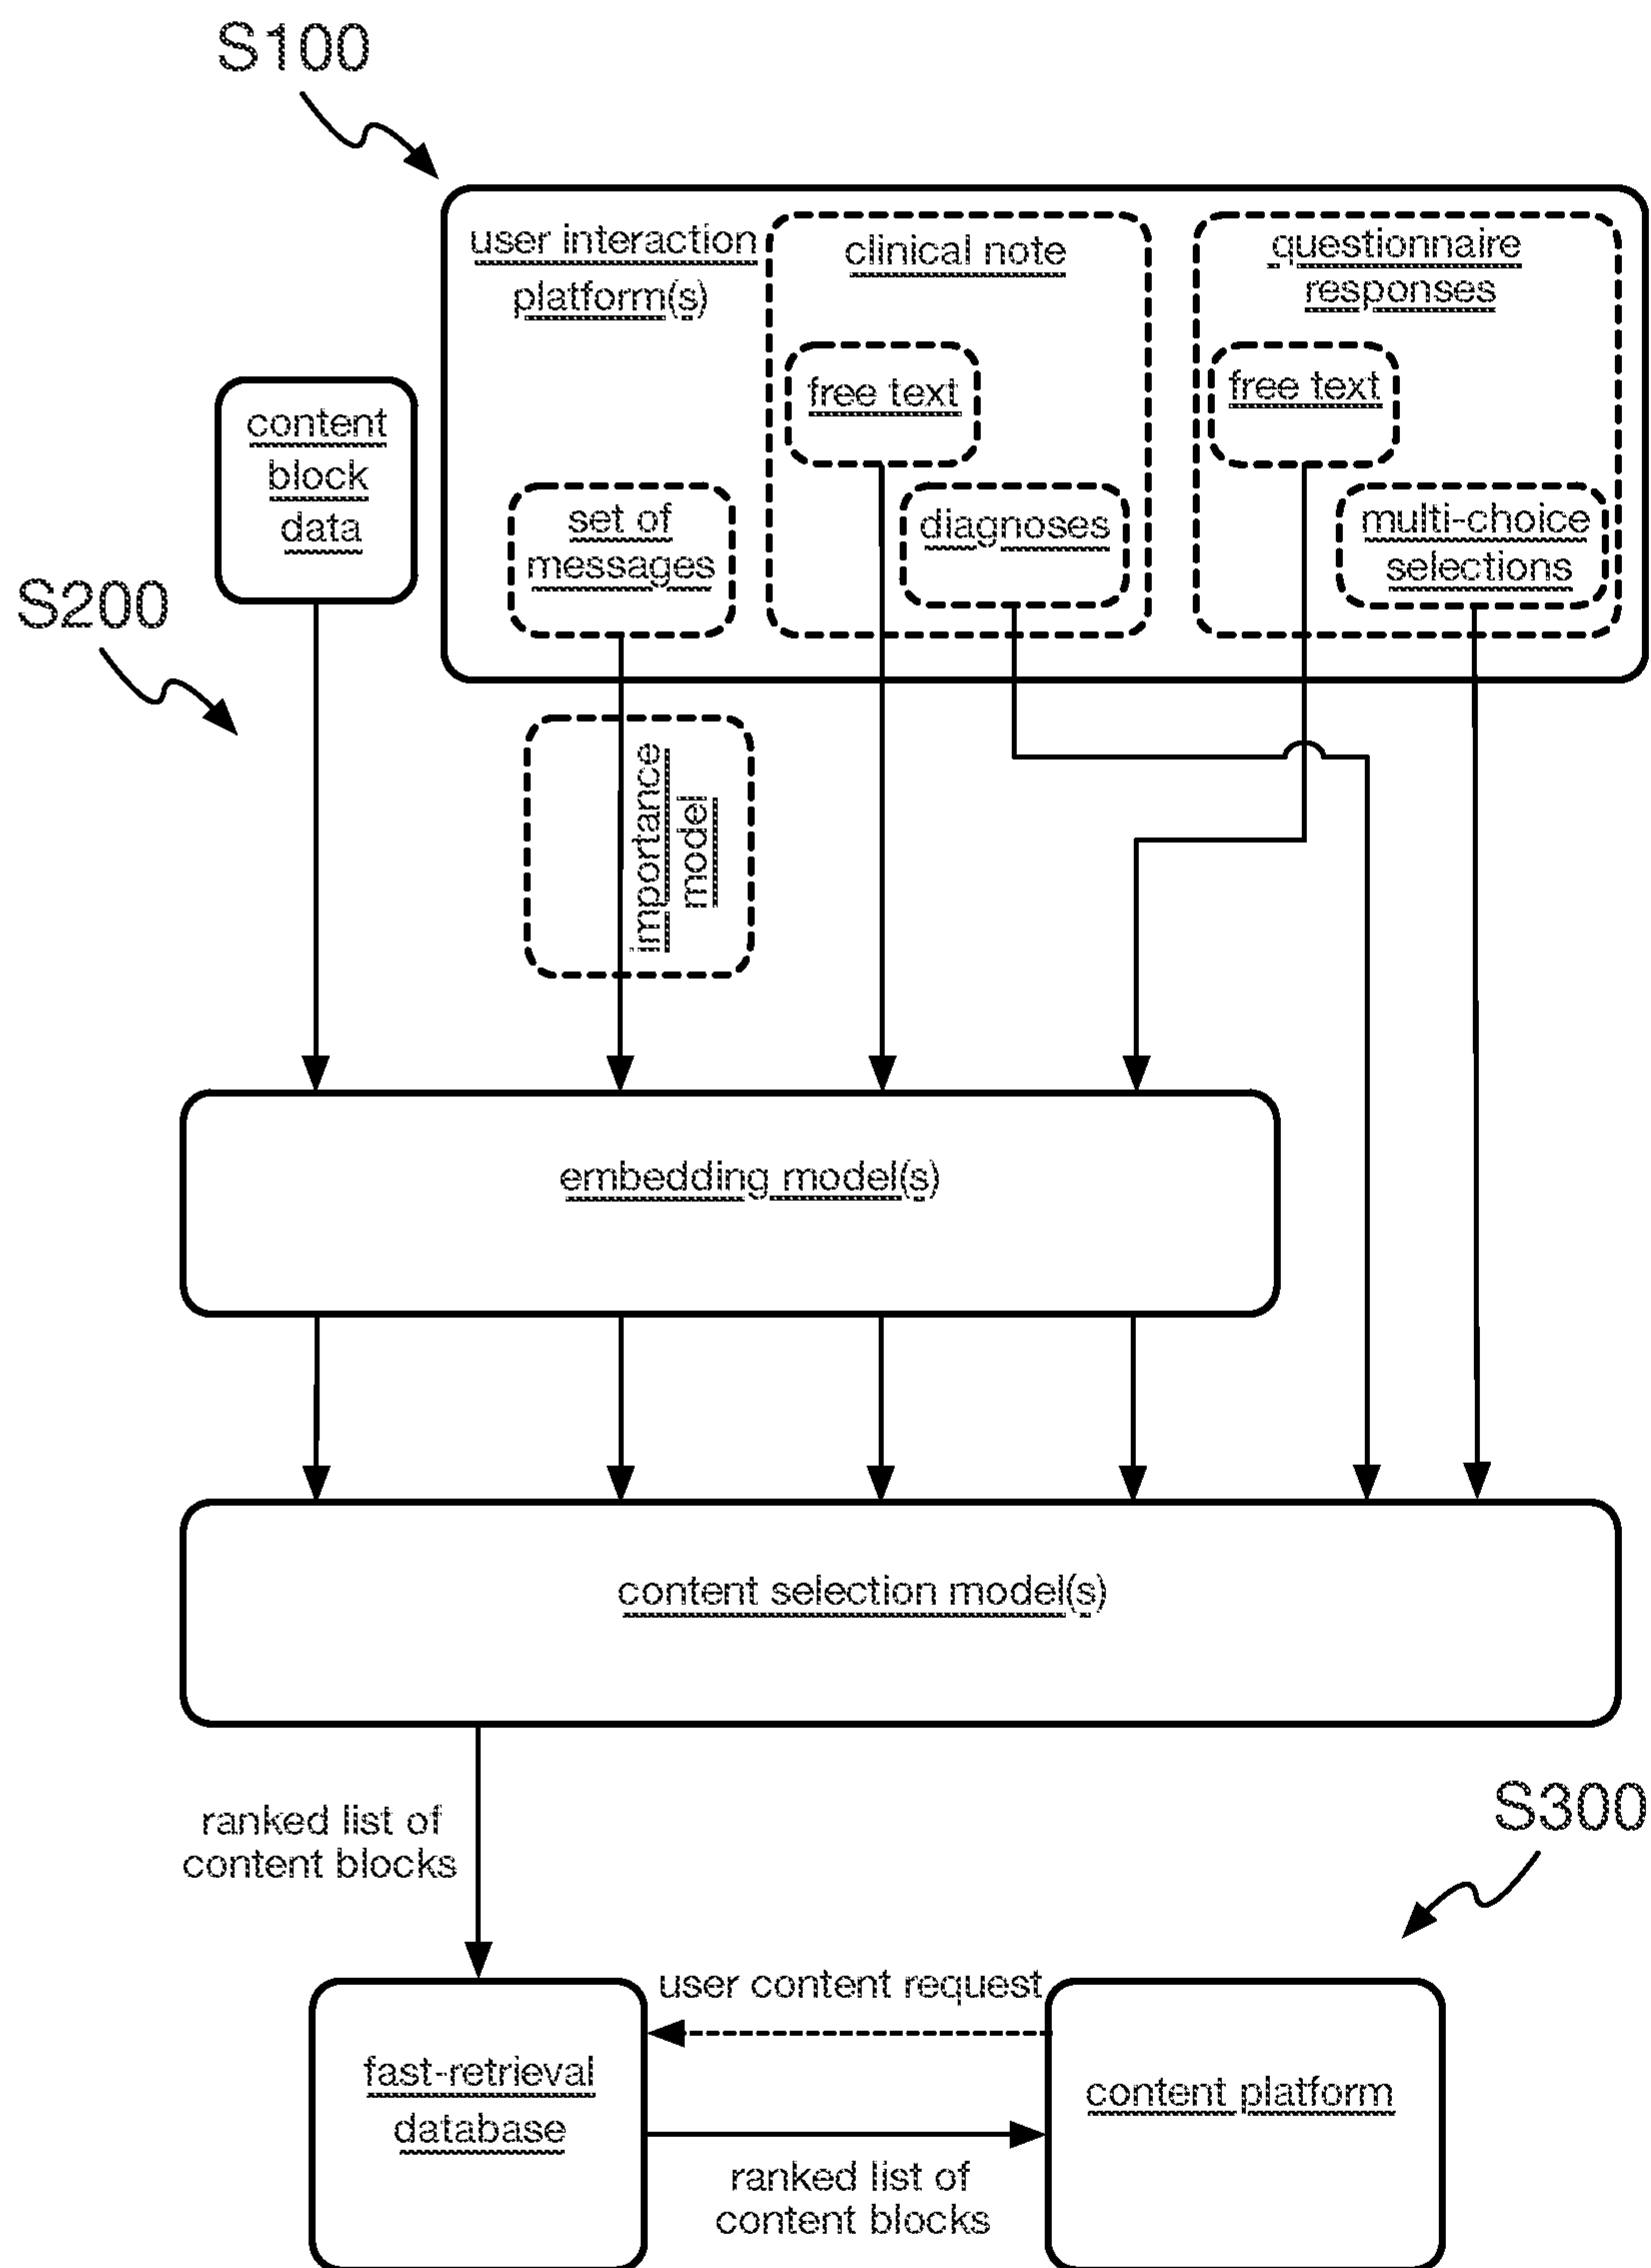 S100
user interaction
platform(s)
clinical note
questionnaire
responses
free text
free text
content
block
data
set of
messages
diagnoses
multi-choice
selections
S200
importance
model
embedding model(s)
content selection model(s)
ranked list of
content blocks
S300
user content request
fast-retrieval
database
content platform
ranked list of
content blocks